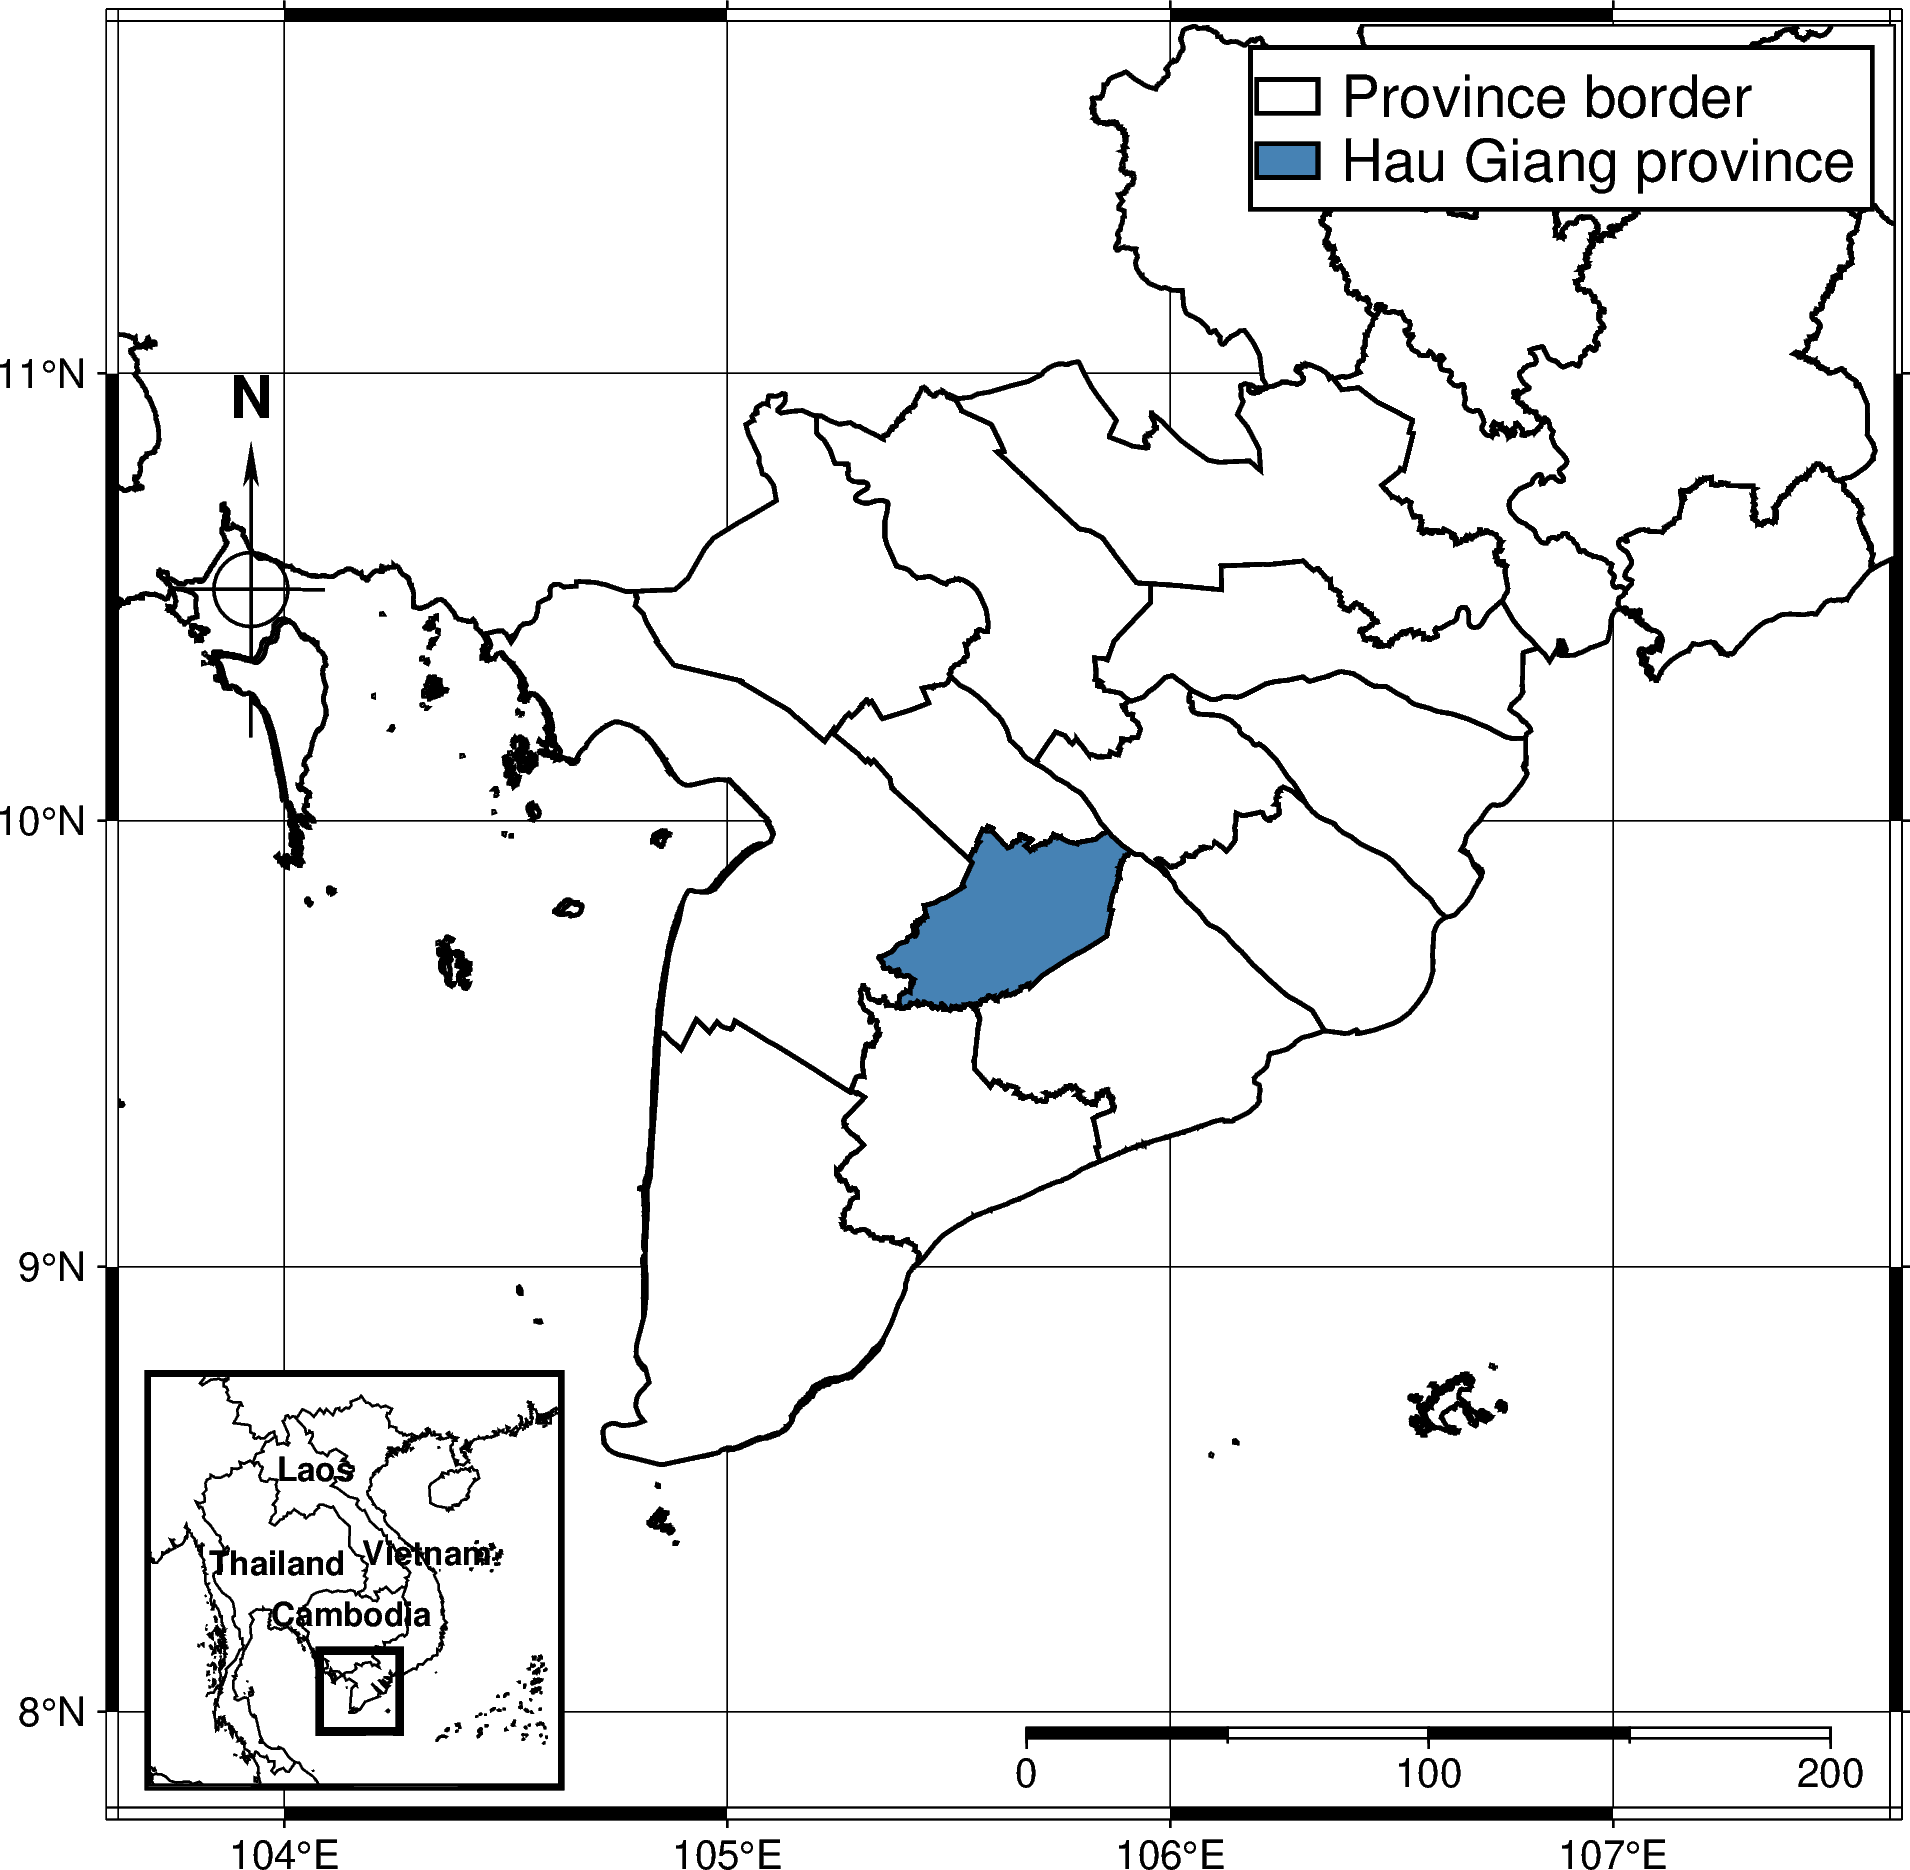 Province border
Hau Giang province
11°N
N
10°N
9°N
8°N
Laos
Thailand
Vietnam
Cambodia
0 100 200
104°E 105°E 106°E 107°E